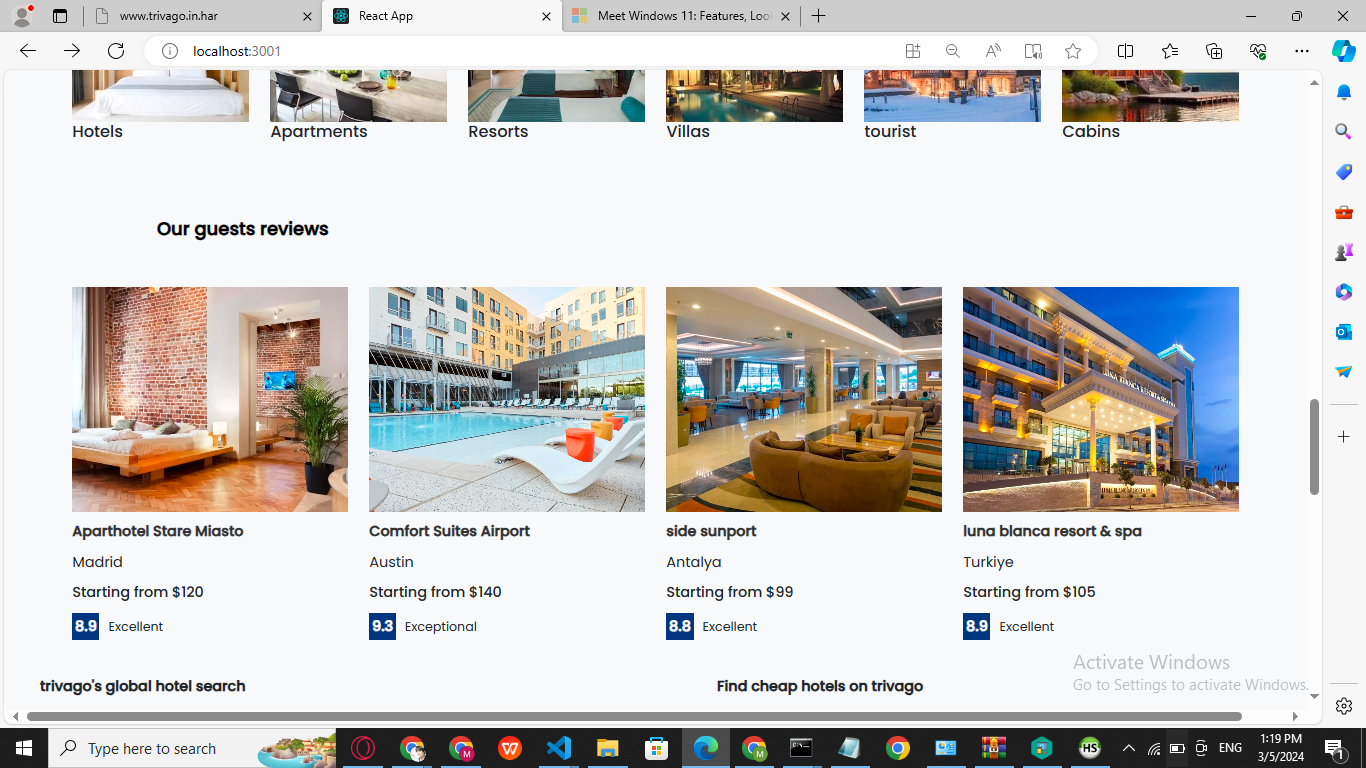 www.trivago.in.har
React App
Meet Windows 11: Features, Loo
localhost:3001
Hotels
Apartments
Resorts
Villas
tourist
Cabins
Our guests reviews
Aparthotel Stare Miasto
Madrid
Starting from $120
8.9 Excellent
Comfort Suites Airport
Austin
Starting from $140
9.3 Exceptional
side sunport
Antalya
Starting from $99
8.8 Excellent
luna blanca resort & spa
Turkiye
Starting from $105
8.9 Excellent
trivago's global hotel search
Find cheap hotels on trivago
Activate Windows
Go to Settings to activate Windows.
Type here to search
HS
ENG
1:19 PM
3/5/2024
1